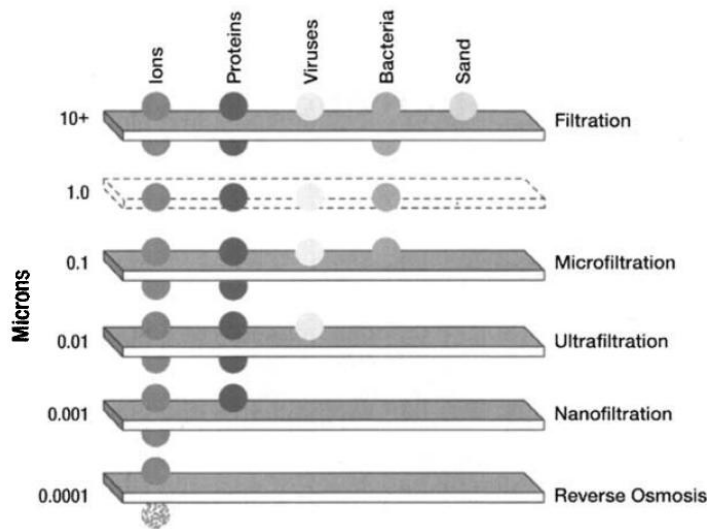 Ions
Proteins
Viruses
Bacteria
Sand
10+
Filtration
1.0
0.1
Microfiltration
Microns
0.01
Ultrafiltration
0.001
Nanofiltration
0.0001
Reverse Osmosis